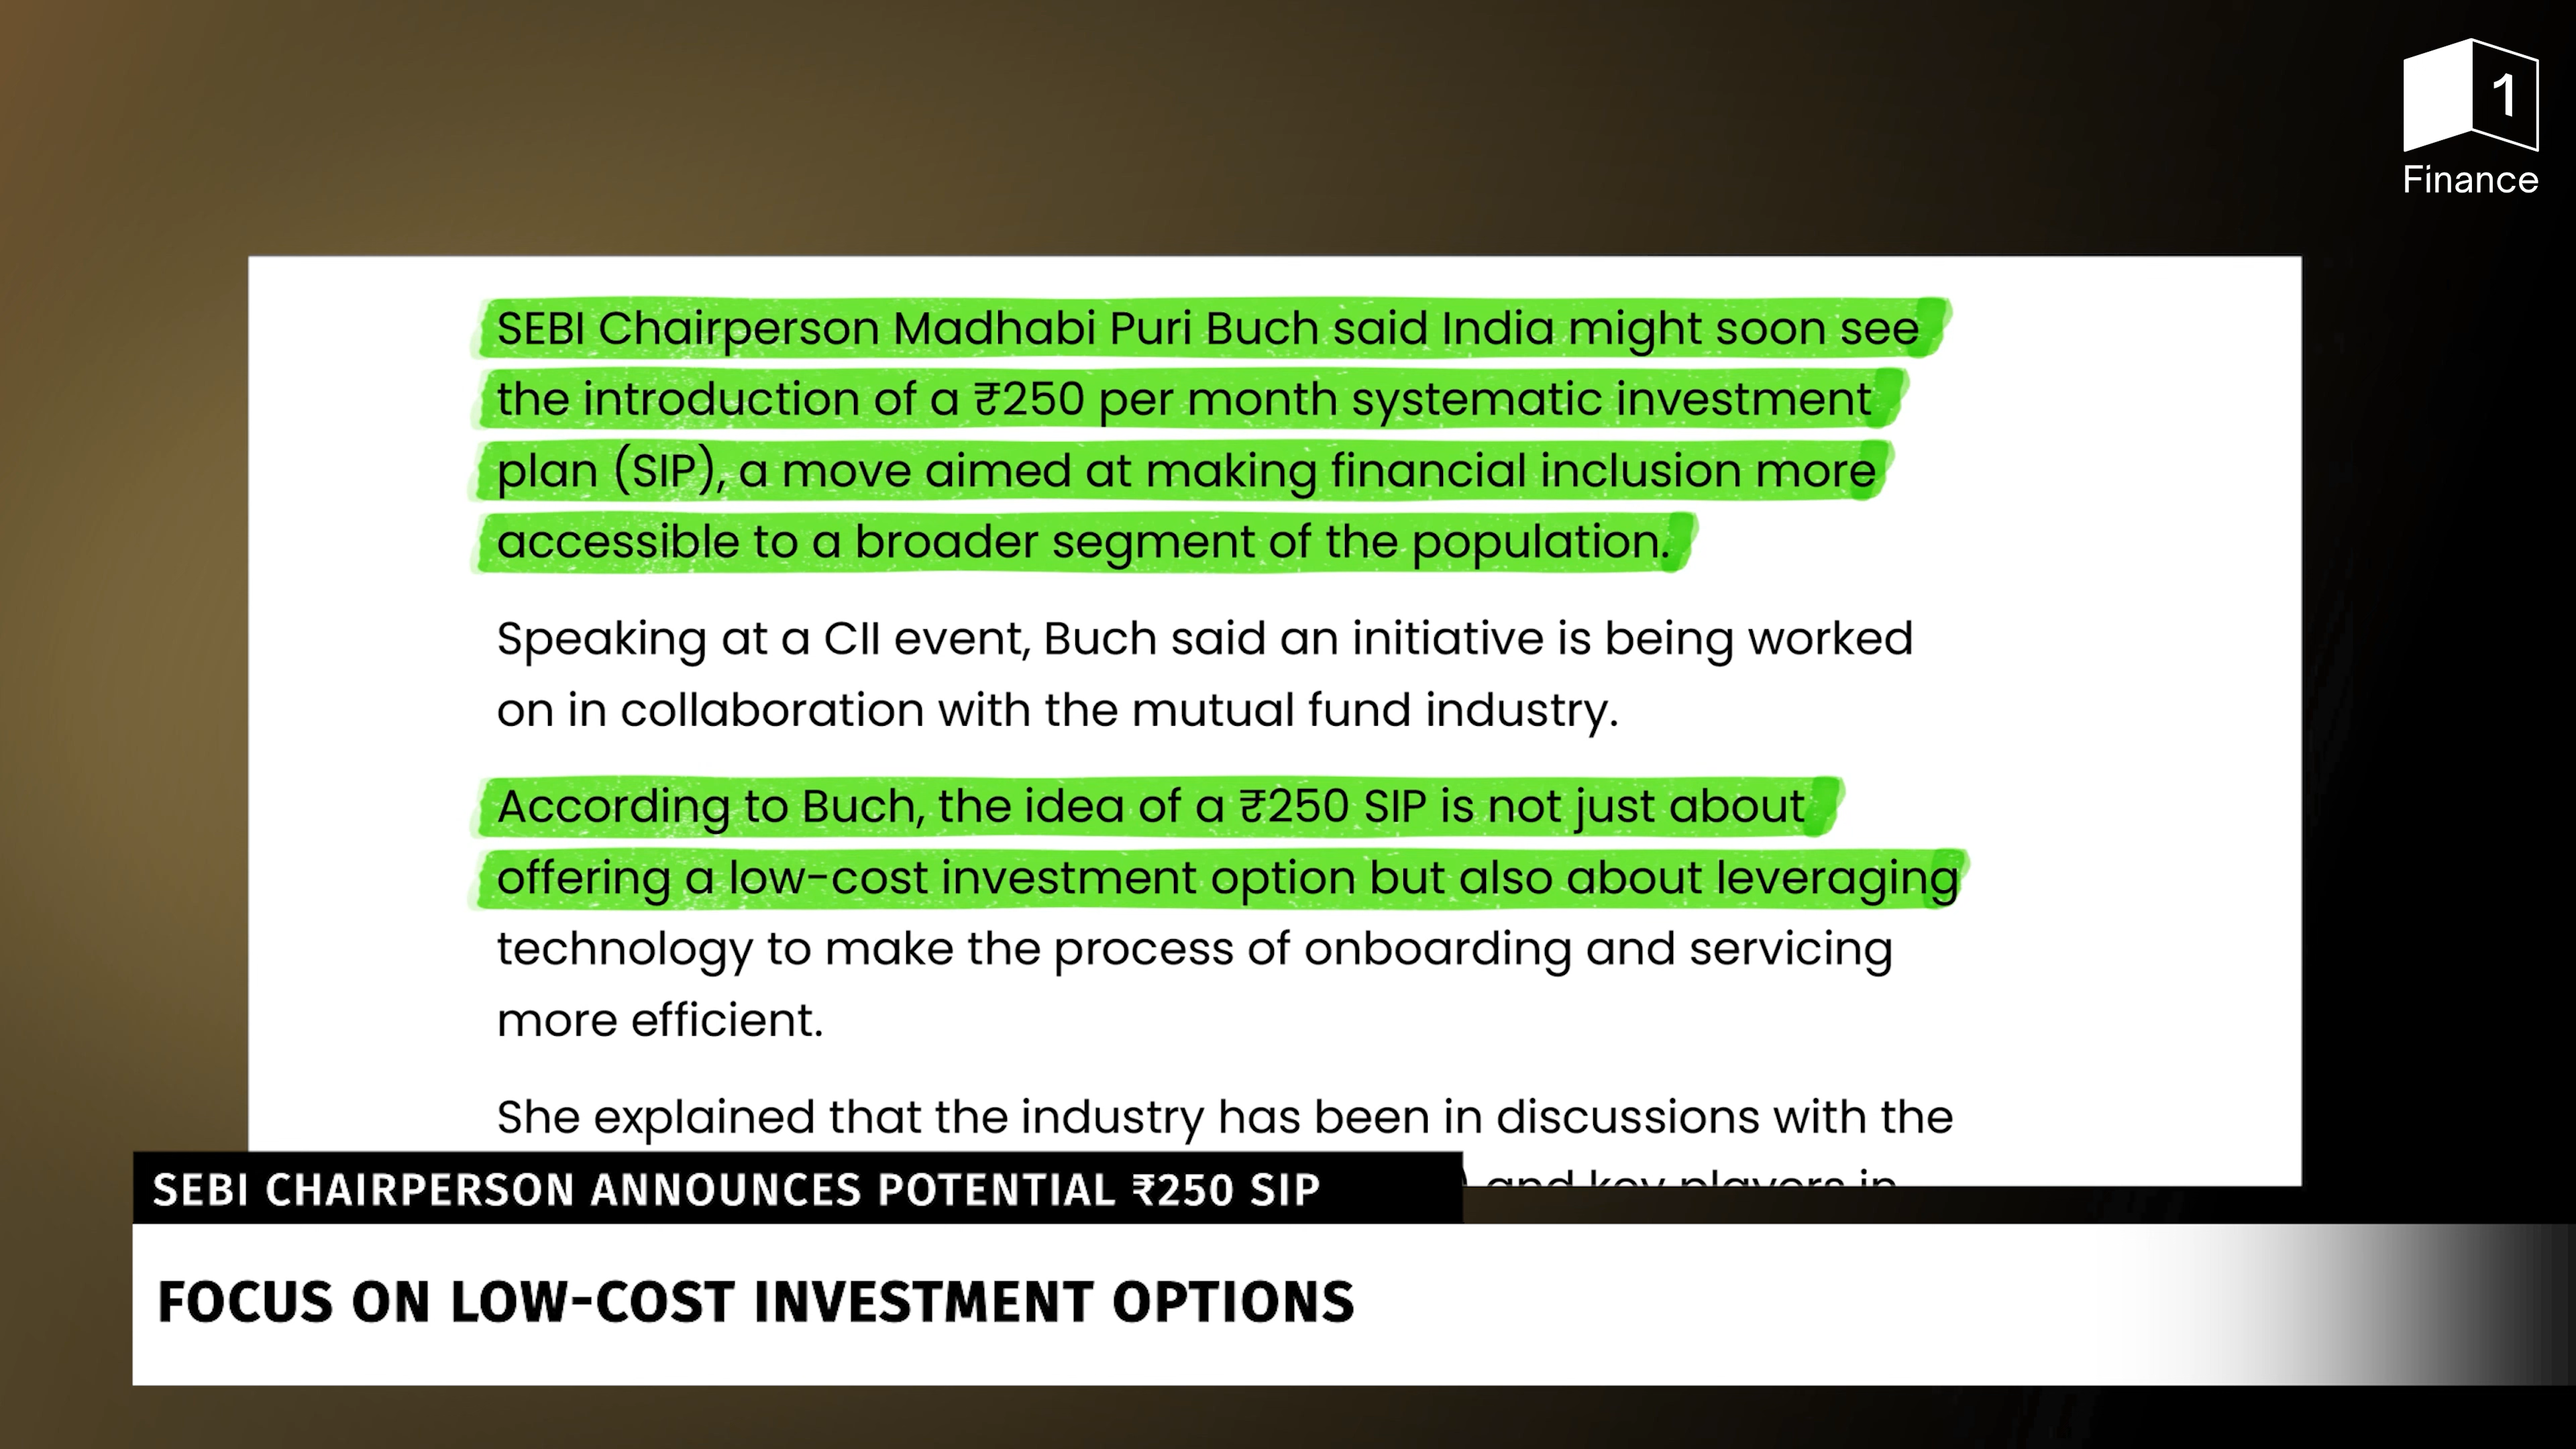 1
Finance
SEBI Chairperson Madhabi Puri Buch said India might soon see
the introduction of a ₹250 per month systematic investment
plan (SIP), a move aimed at making financial inclusion more
accessible to a broader segment of the population.
Speaking at a CII event, Buch said an initiative is being worked
on in collaboration with the mutual fund industry.
According to Buch, the idea of a ₹250 SIP is not just about
offering a low-cost investment option but also about leveraging
technology to make the process of onboarding and servicing
more efficient.
She explained that the industry has been in discussions with the
and key players in
SEBI CHAIRPERSON ANNOUNCES POTENTIAL ₹250 SIP
FOCUS ON LOW-COST INVESTMENT OPTIONS